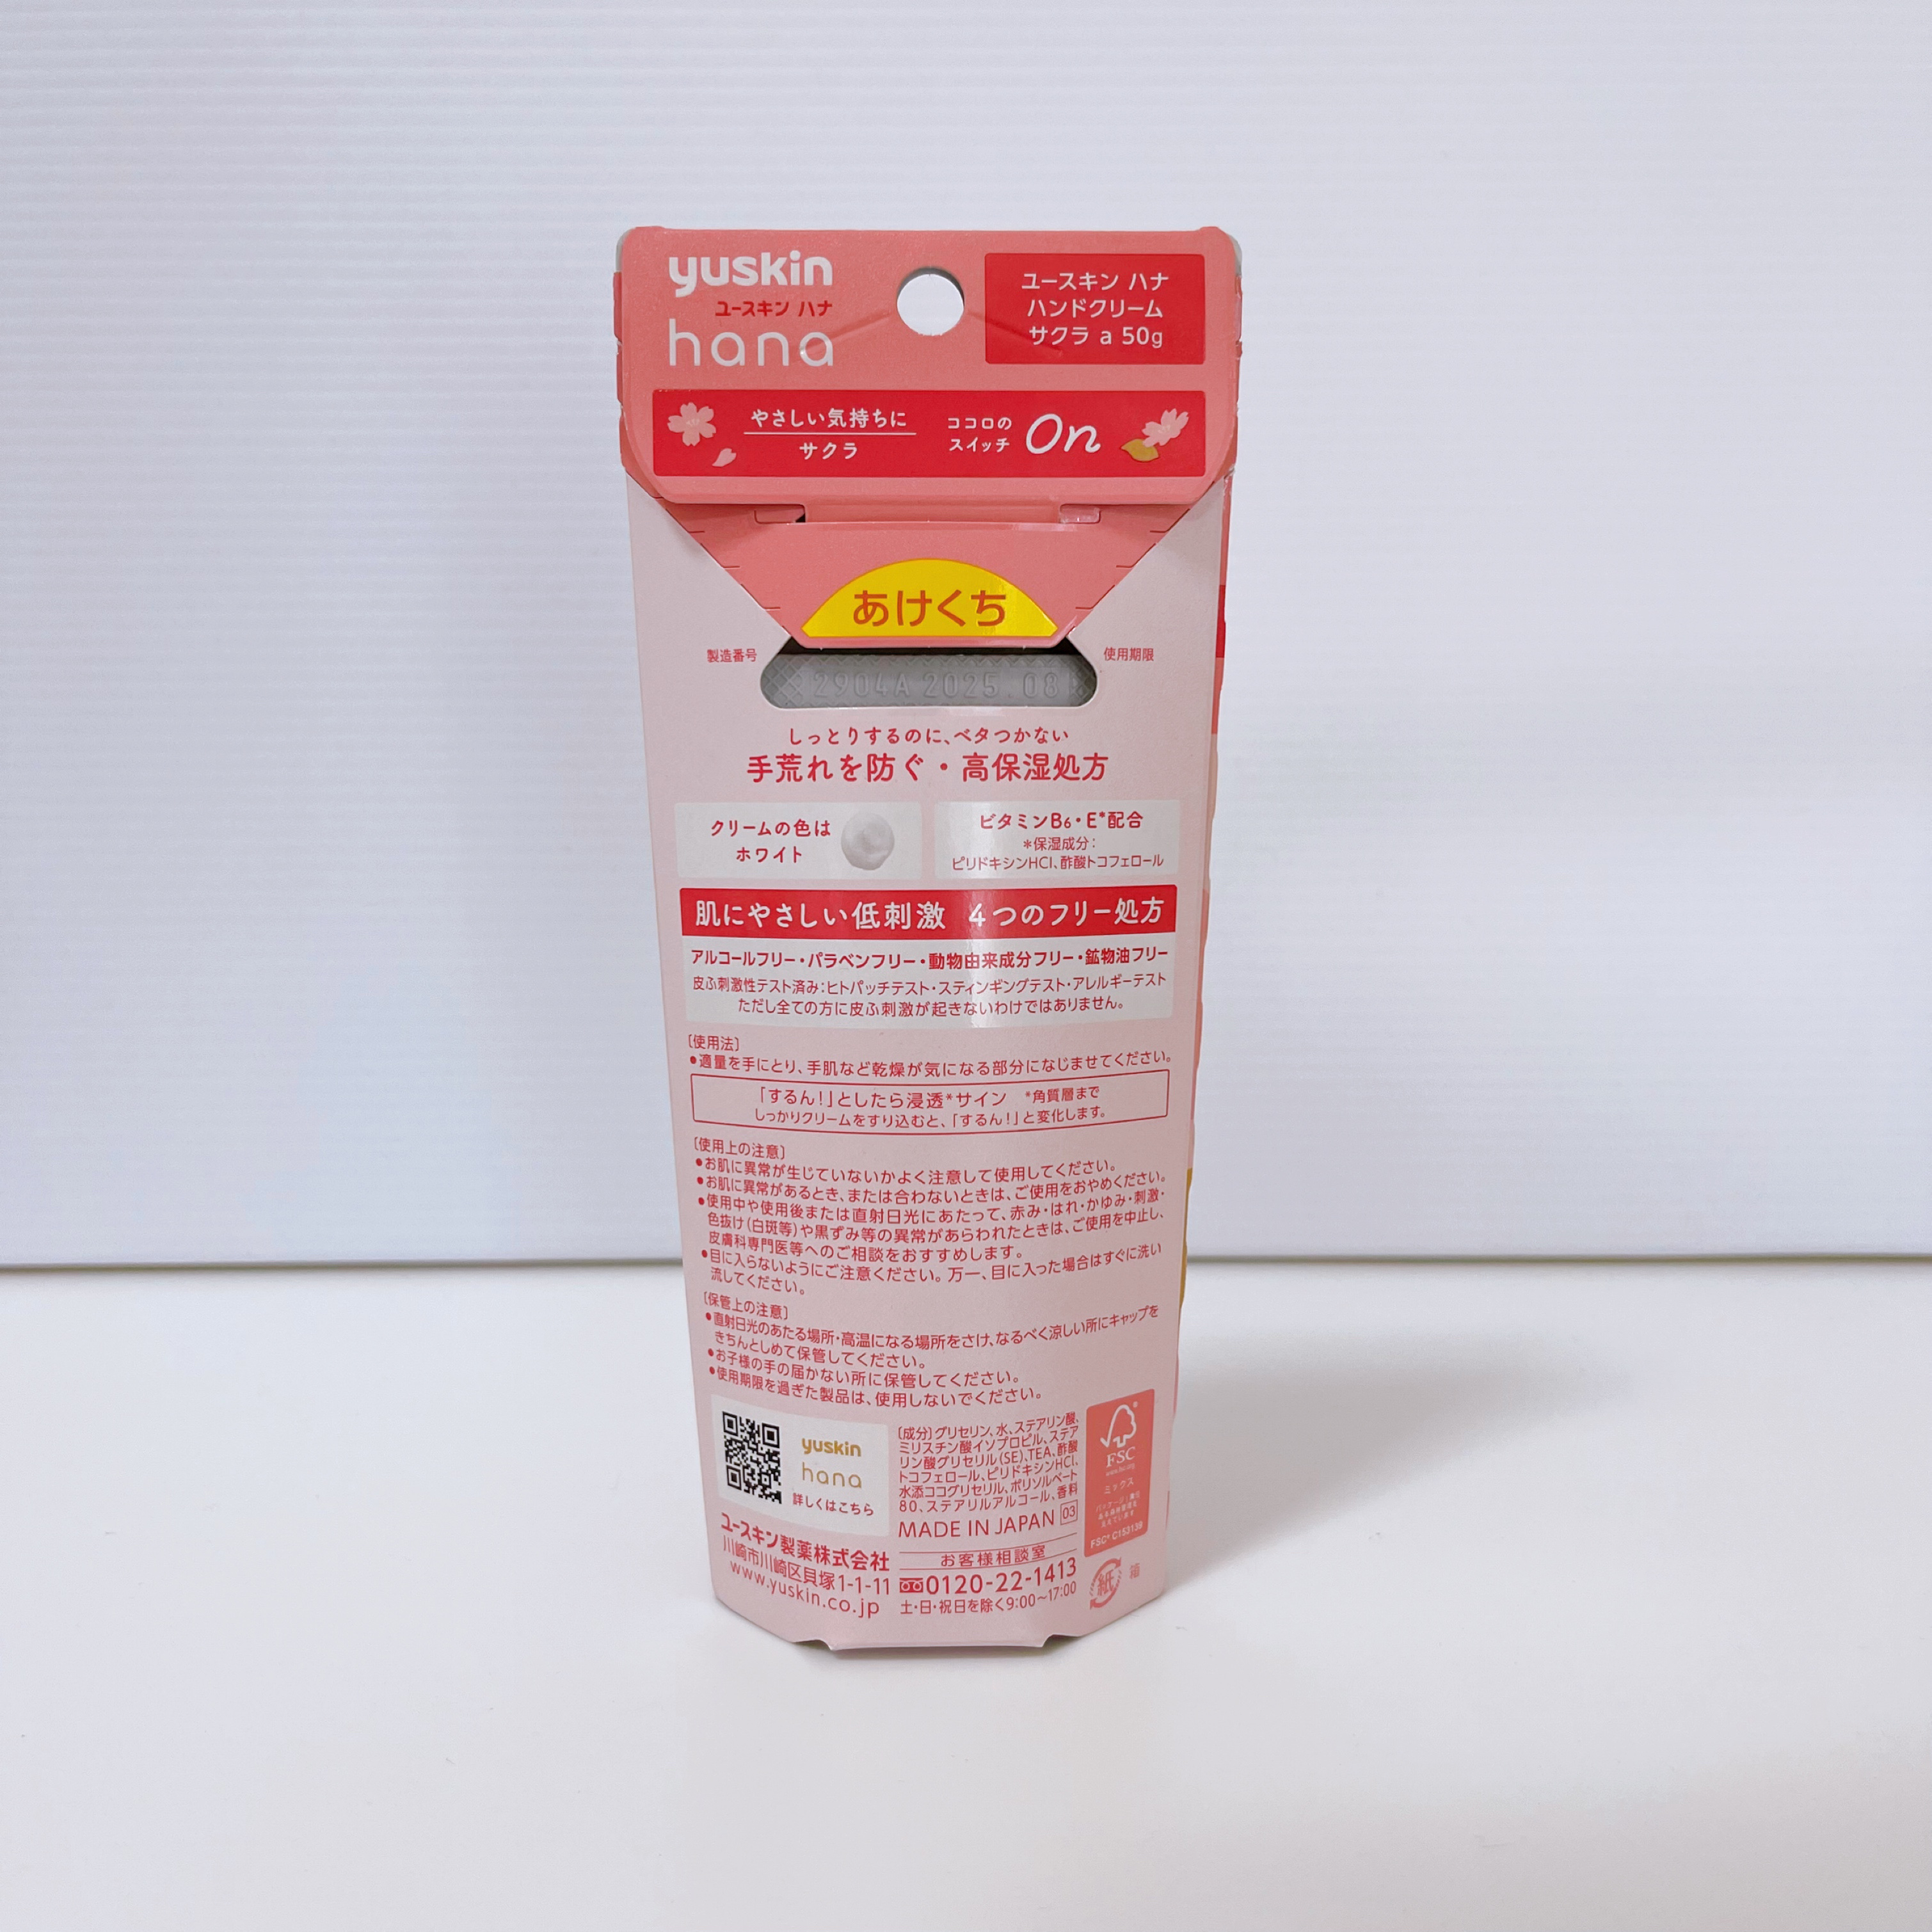 yuskin
ユースキン ハナ
hana
ユースキン ハナ
ハンドクリーム
サクラ a 50g
やさしい気持ちに
サクラ
ココロの
スイッチ
On
あけくち
製造番号
使用期限
2904A 2025.08
しっとりするのに、ベタつかない
手荒れを防ぐ・高保湿処方
クリームの色は
ホワイト
ビタミンB6・E*配合
*保湿成分:
ピリドキシンHCl、酢酸トコフェロール
肌にやさしい低刺激 4つのフリー処方
アルコールフリー・パラベンフリー・動物由来成分フリー・鉱物油フリー
皮ふ刺激性テスト済み:ヒトパッチテスト・スティンギングテスト・アレルギーテスト
ただし全ての方に皮ふ刺激が起きないわけではありません。
〔使用法〕
●適量を手にとり、手肌など乾燥が気になる部分になじませてください。
「するん!」としたら浸透*サイン *角質層まで
しっかりクリームをすり込むと、「するん!」と変化します。
〔使用上の注意〕
●お肌に異常が生じていないかよく注意して使用してください。
●お肌に異常があるとき、または合わないときは、ご使用をおやめください。
●使用中や使用後または直射日光にあたって、赤み・はれ・かゆみ・刺激・
色抜け(白斑等)や黒ずみ等の異常があらわれたときは、ご使用を中止し、
皮膚科専門医等へのご相談をおすすめします。
●目に入らないようにご注意ください。万一、目に入った場合はすぐに洗い
流してください。
〔保管上の注意〕
●直射日光のあたる場所・高温になる場所をさけ、なるべく涼しい所にキャップを
きちんとしめて保管してください。
●お子様の手の届かない所に保管してください。
●使用期限を過ぎた製品は、使用しないでください。
yuskin
hana
詳しくはこちら
〔成分〕グリセリン、水、ステアリン酸、
ミリスチン酸イソプロピル、ステア
リン酸グリセリル(SE)、TEA、酢酸
トコフェロール、ピリドキシンHCl、
水添ココグリセリル、ポリソルベート
80、ステアリルアルコール、香料
MADE IN JAPAN 03
FSC
www.fsc.org
ミックス
FSC® C153139
ユースキン製薬株式会社
川崎市川崎区貝塚1-1-11
www.yuskin.co.jp
お客様相談室
0120-22-1413
土・日・祝日を除く9:00~17:00
紙
箱